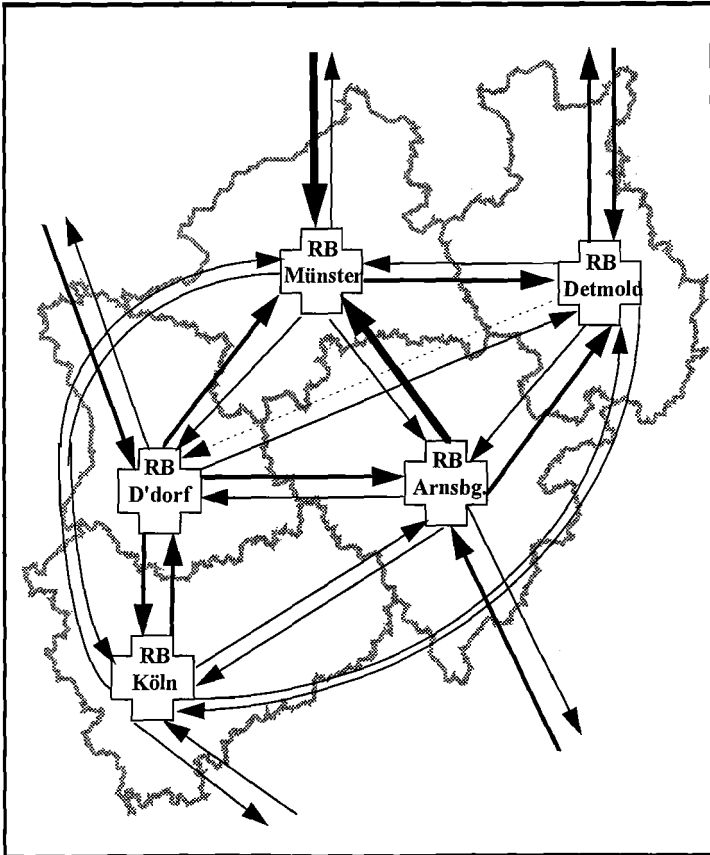 RB
Münster
RB
Detmold
RB
D'dorf
RB
Arnsbg.
RB
Köln